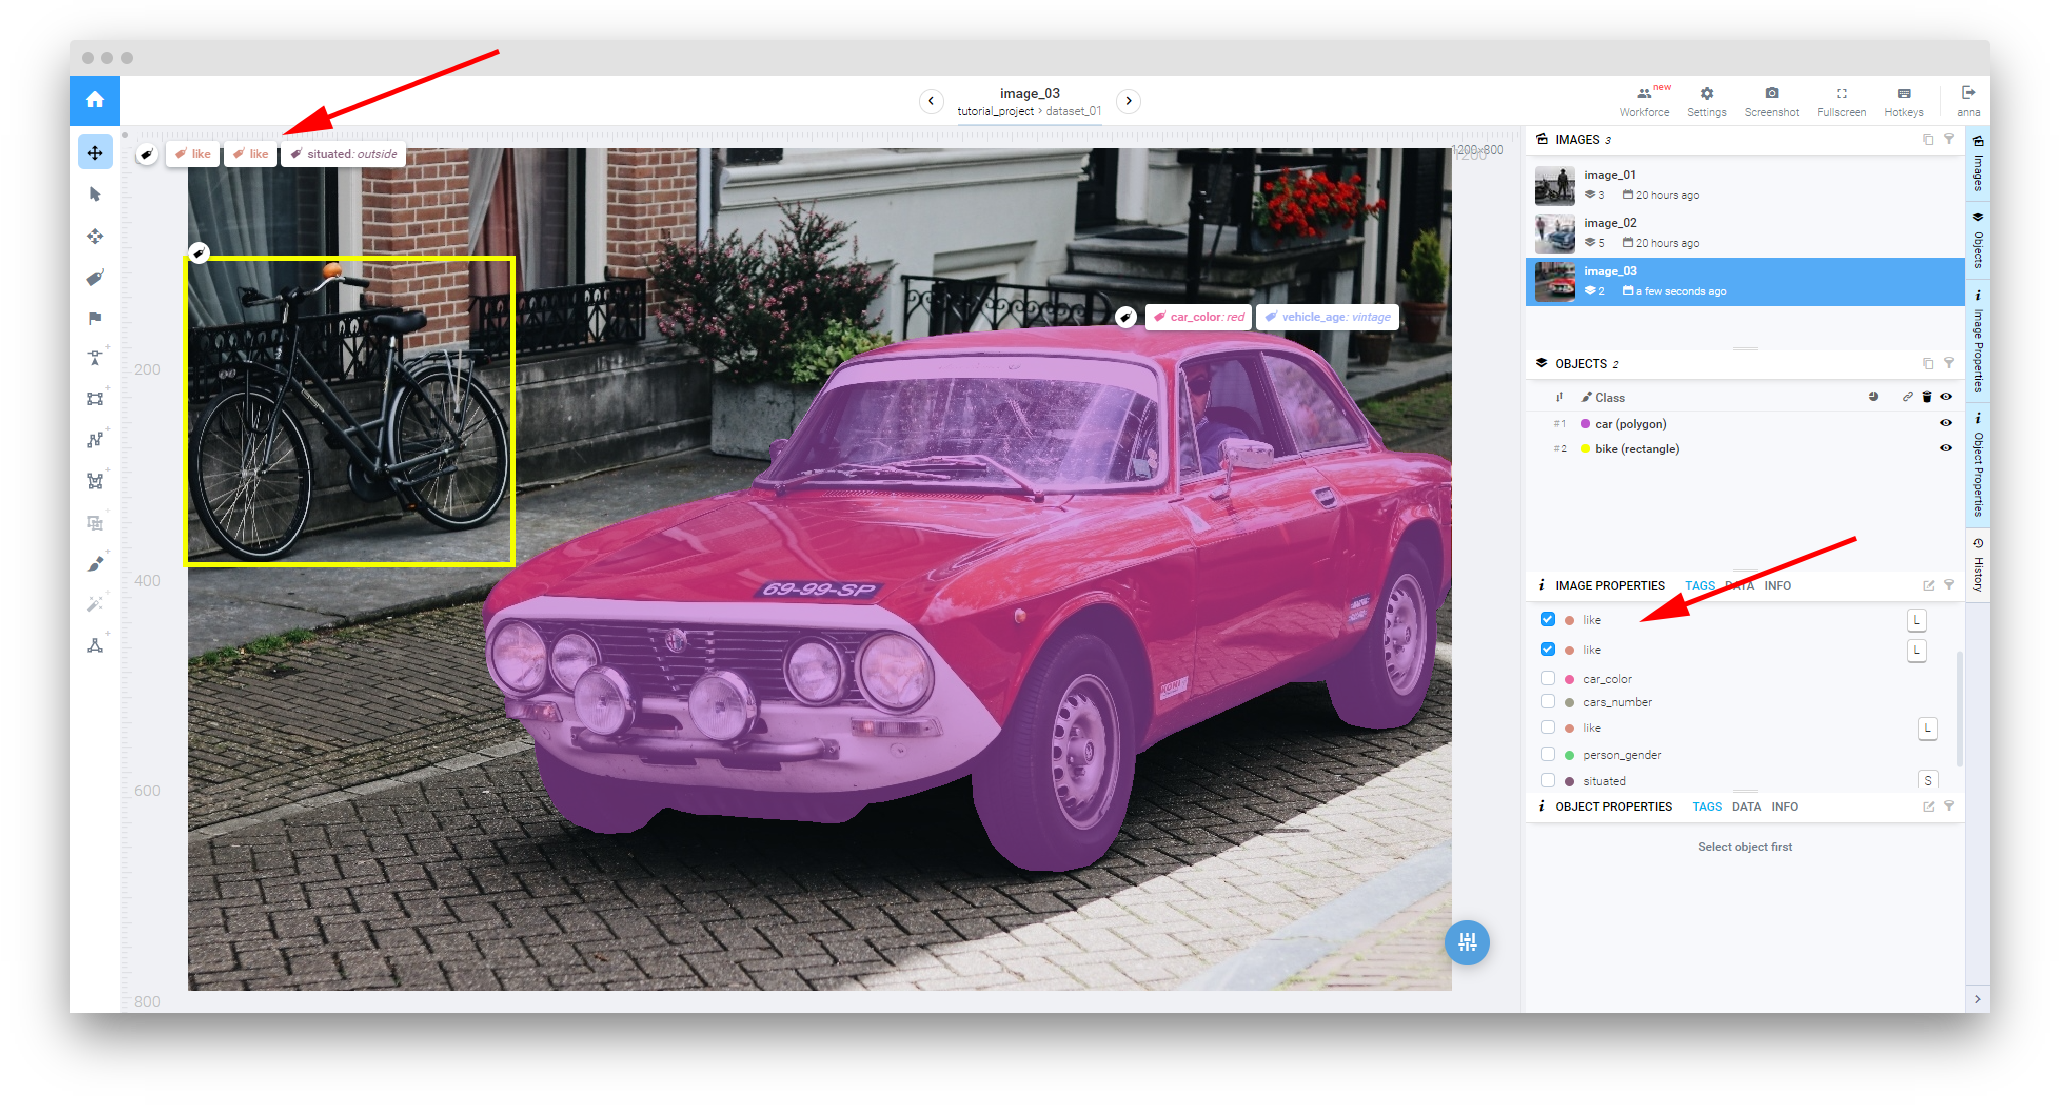 image_03
tutorial_project > dataset_01
new
Workforce
Settings
Screenshot
Fullscreen
Hotkeys
anna
like
like
situated: outside
1200×800
1200
200
400
600
800
car_color: red
vehicle_age: vintage
69-99-SP
IMAGES 3
image_01
3
20 hours ago
image_02
5
20 hours ago
image_03
2
a few seconds ago
OBJECTS 2
Class
#1 car (polygon)
#2 bike (rectangle)
IMAGE PROPERTIES TAGS DATA INFO
like L
like L
car_color
cars_number
like L
person_gender
situated S
OBJECT PROPERTIES TAGS DATA INFO
Select object first
Images
Objects
Image Properties
Object Properties
History